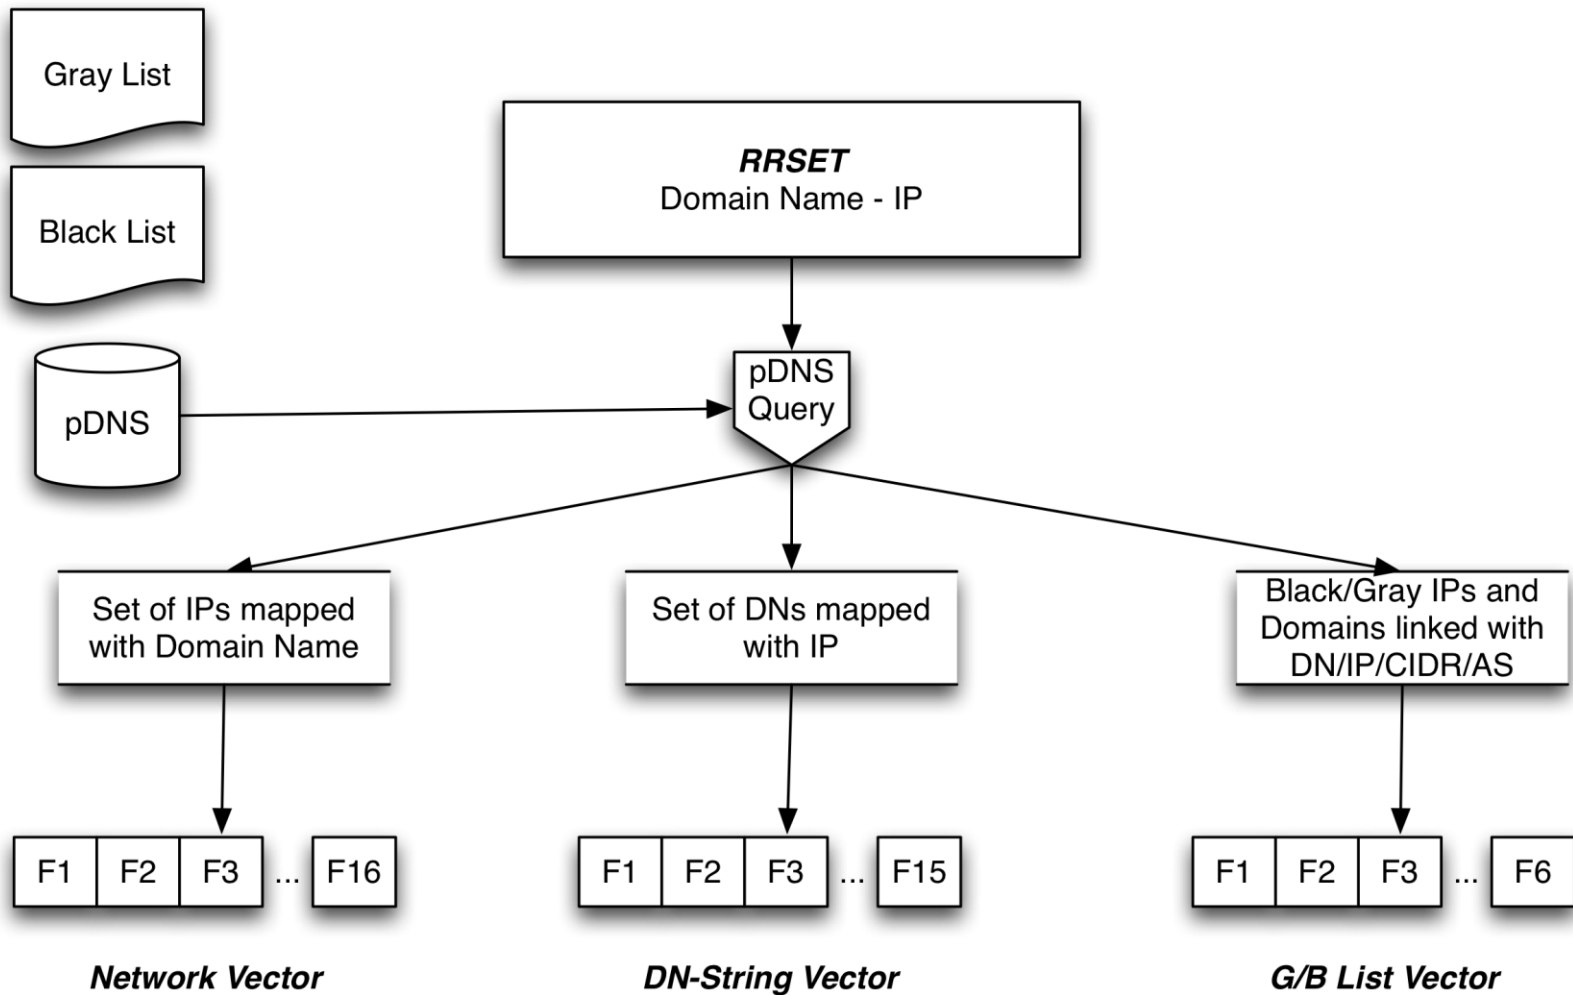 Gray List
Black List
RRSET
Domain Name - IP
pDNS
pDNS
Query
Set of IPs mapped
with Domain Name
Set of DNs mapped
with IP
Black/Gray IPs and
Domains linked with
DN/IP/CIDR/AS
F1 F2 F3 ... F16
F1 F2 F3 ... F15
F1 F2 F3 ... F6
Network Vector
DN-String Vector
G/B List Vector